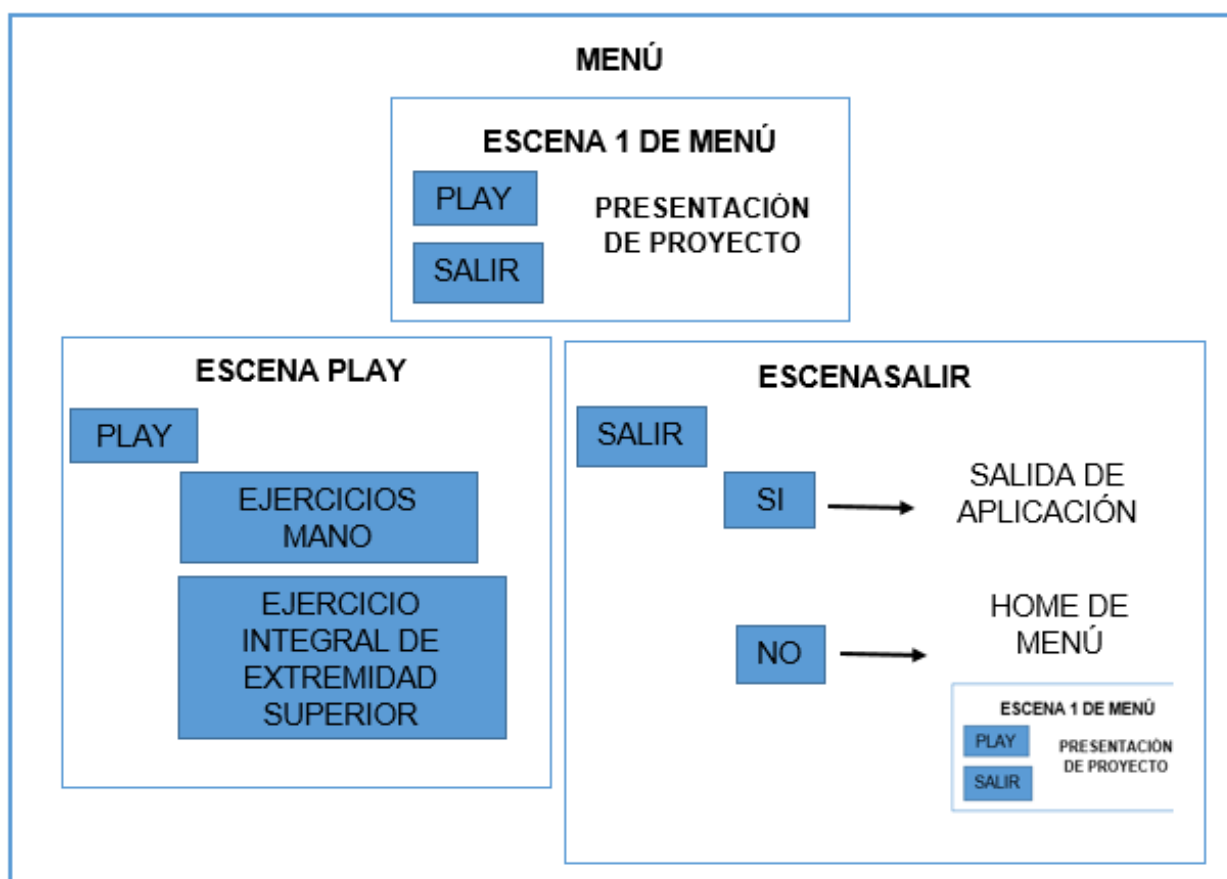 MENÚ
ESCENA 1 DE MENÚ
PLAY
SALIR
PRESENTACIÓN
DE PROYECTO
ESCENA PLAY
PLAY
EJERCICIOS
MANO
EJERCICIO
INTEGRAL DE
EXTREMIDAD
SUPERIOR
ESCENASALIR
SALIR
SI
SALIDA DE
APLICACIÓN
NO
HOME DE
MENÚ
ESCENA 1 DE MENÚ
PLAY
SALIR
PRESENTACIÓN
DE PROYECTO